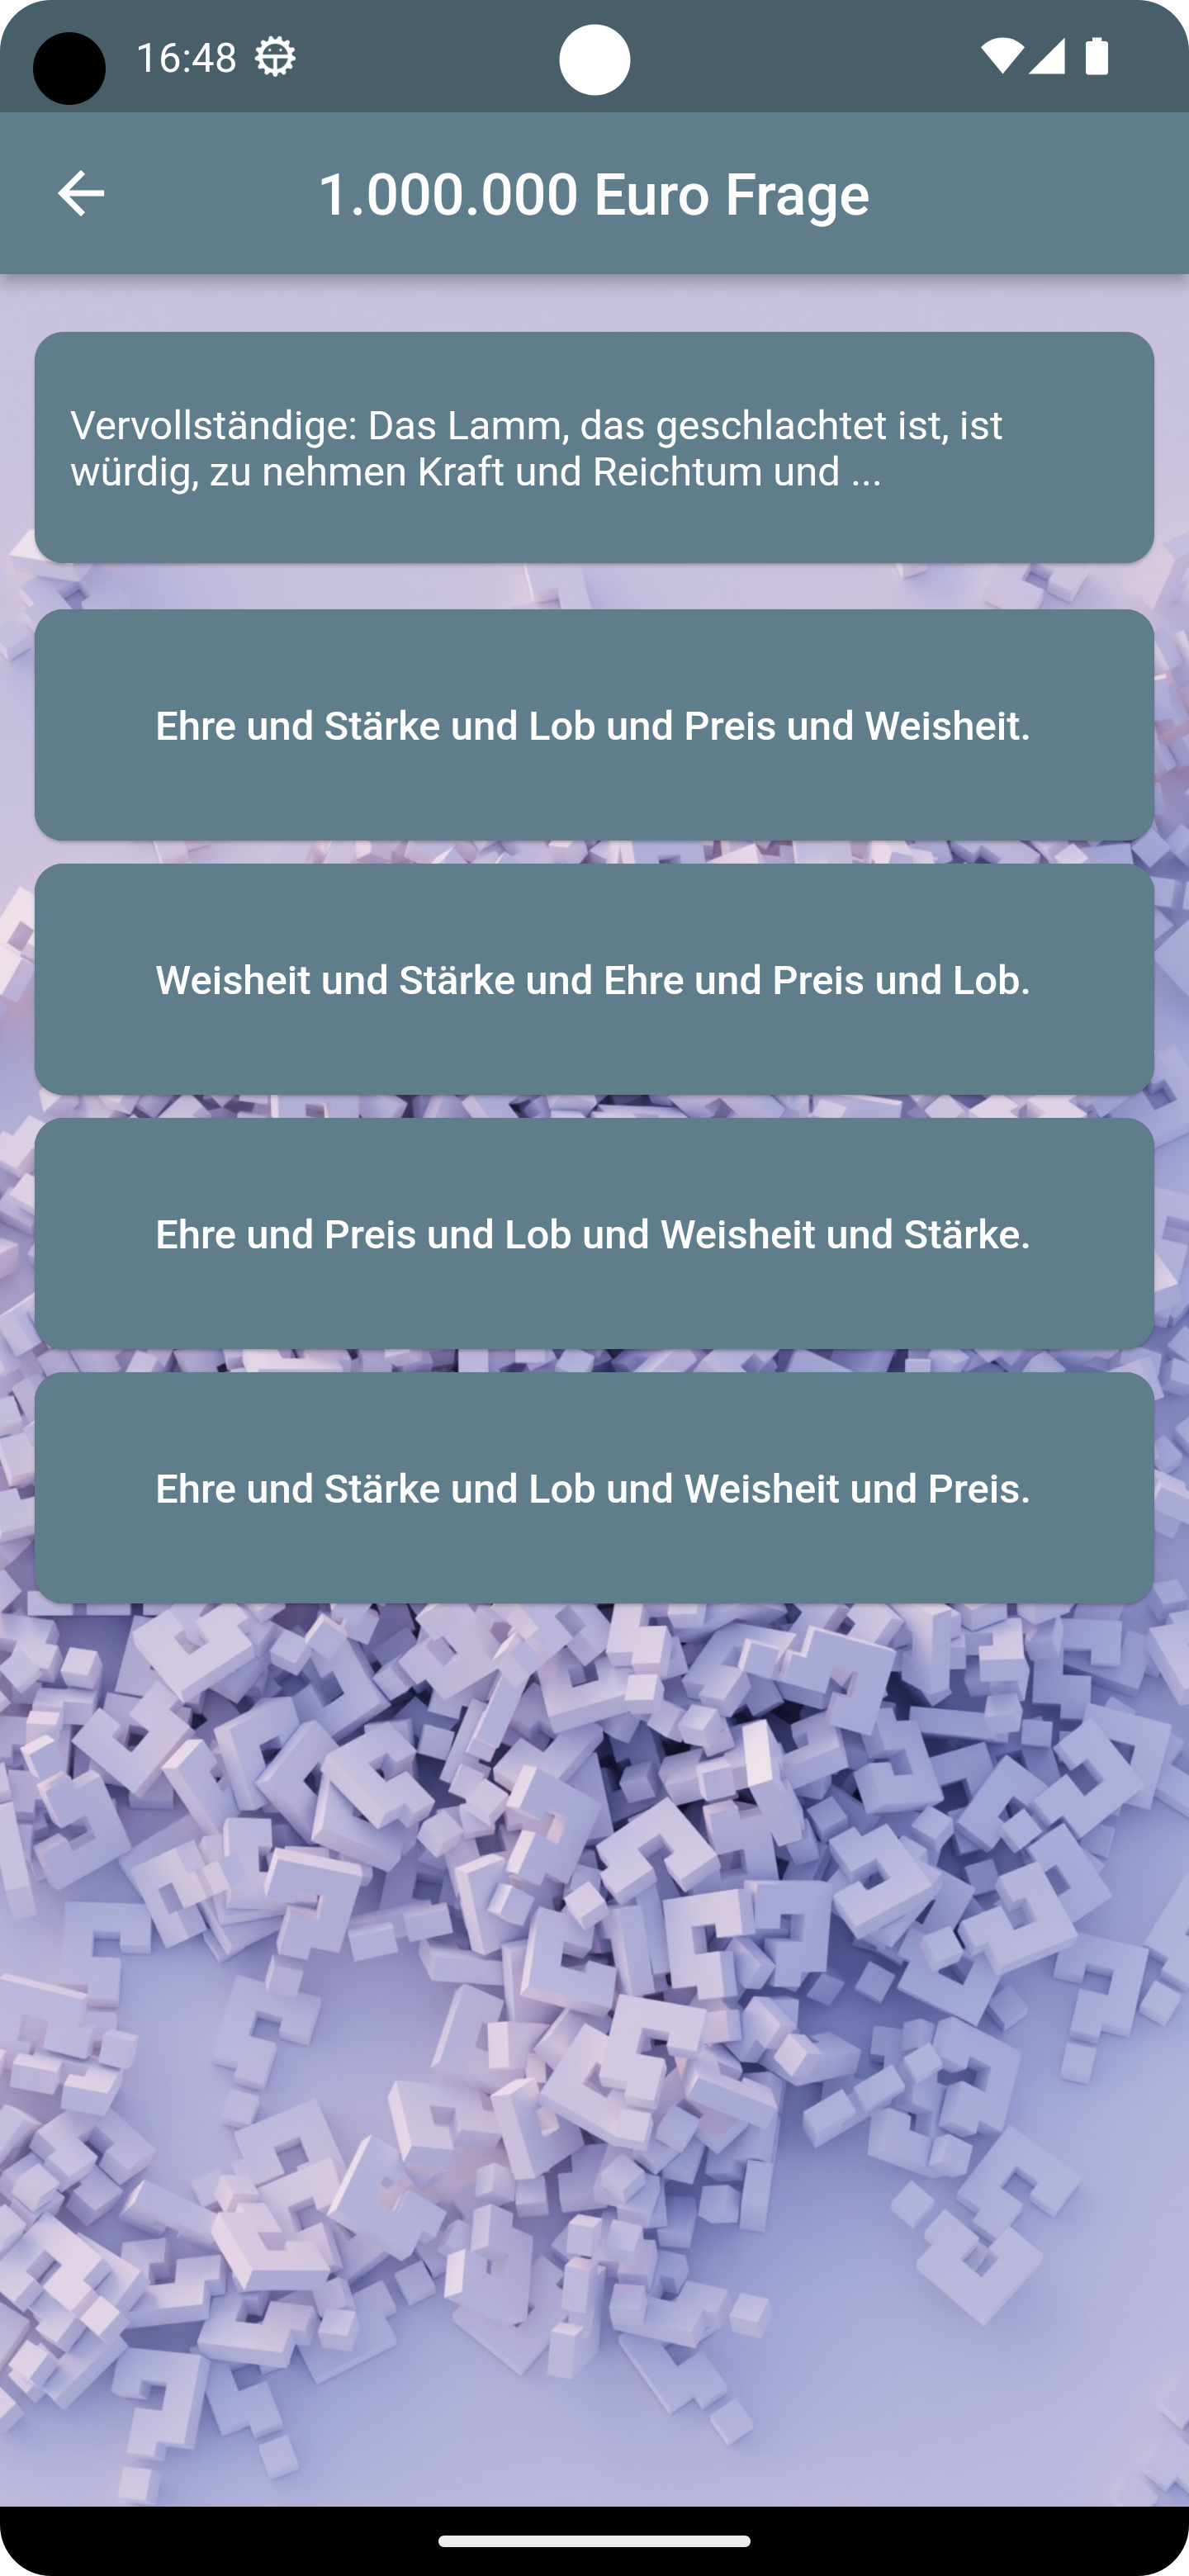 16:48
1.000.000 Euro Frage
Vervollständige: Das Lamm, das geschlachtet ist, ist
würdig, zu nehmen Kraft und Reichtum und ...
Ehre und Stärke und Lob und Preis und Weisheit.
Weisheit und Stärke und Ehre und Preis und Lob.
Ehre und Preis und Lob und Weisheit und Stärke.
Ehre und Stärke und Lob und Weisheit und Preis.